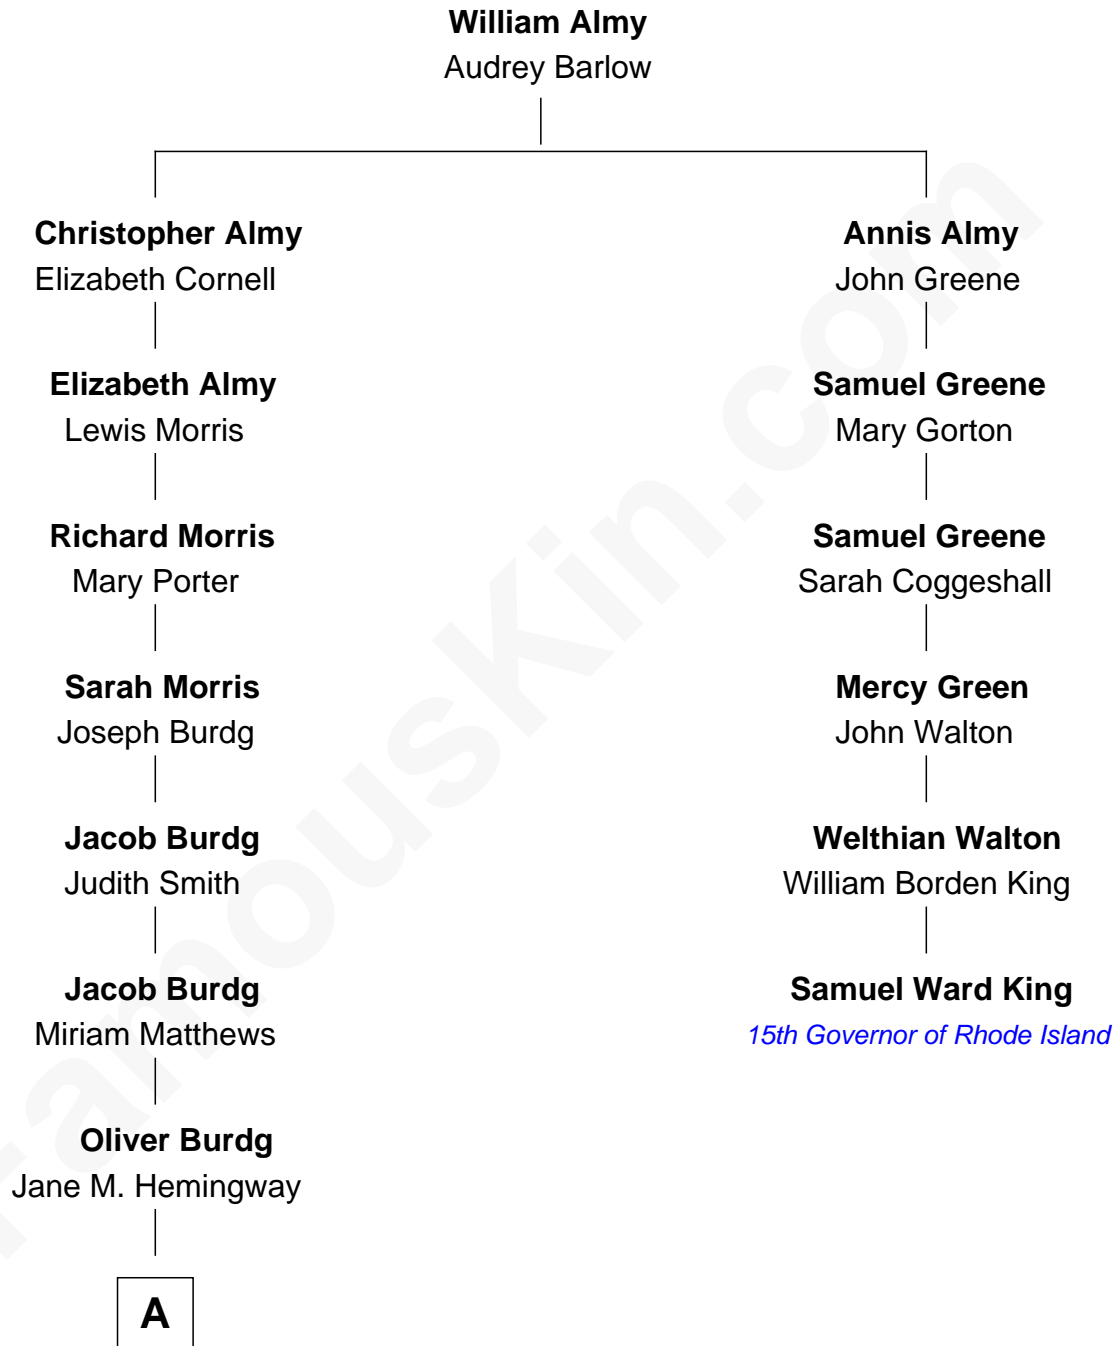 William Almy
Audrey Barlow
Christopher Almy
Elizabeth Cornell
Annis Almy
John Greene
Elizabeth Almy
Lewis Morris
Samuel Greene
Mary Gorton
Richard Morris
Mary Porter
Samuel Greene
Sarah Coggeshall
Sarah Morris
Joseph Burdg
Mercy Green
John Walton
Jacob Burdg
Judith Smith
Welthian Walton
William Borden King
Jacob Burdg
Miriam Matthews
Samuel Ward King
15th Governor of Rhode Island
Oliver Burdg
Jane M. Hemingway
A
FamousKin.com